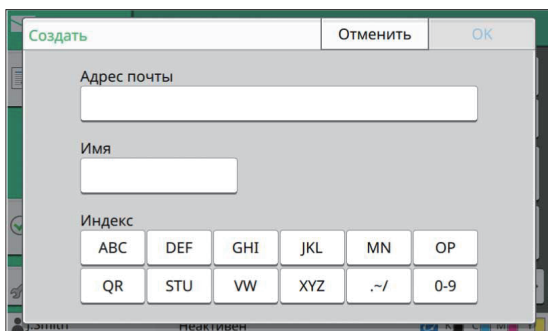 Создать Отменить OK
Адрес почты
Имя
Индекс
ABC DEF GHI JKL MN OP
QR STU VW XYZ .~/ 0-9
J.Smith Неактивен K C M Y